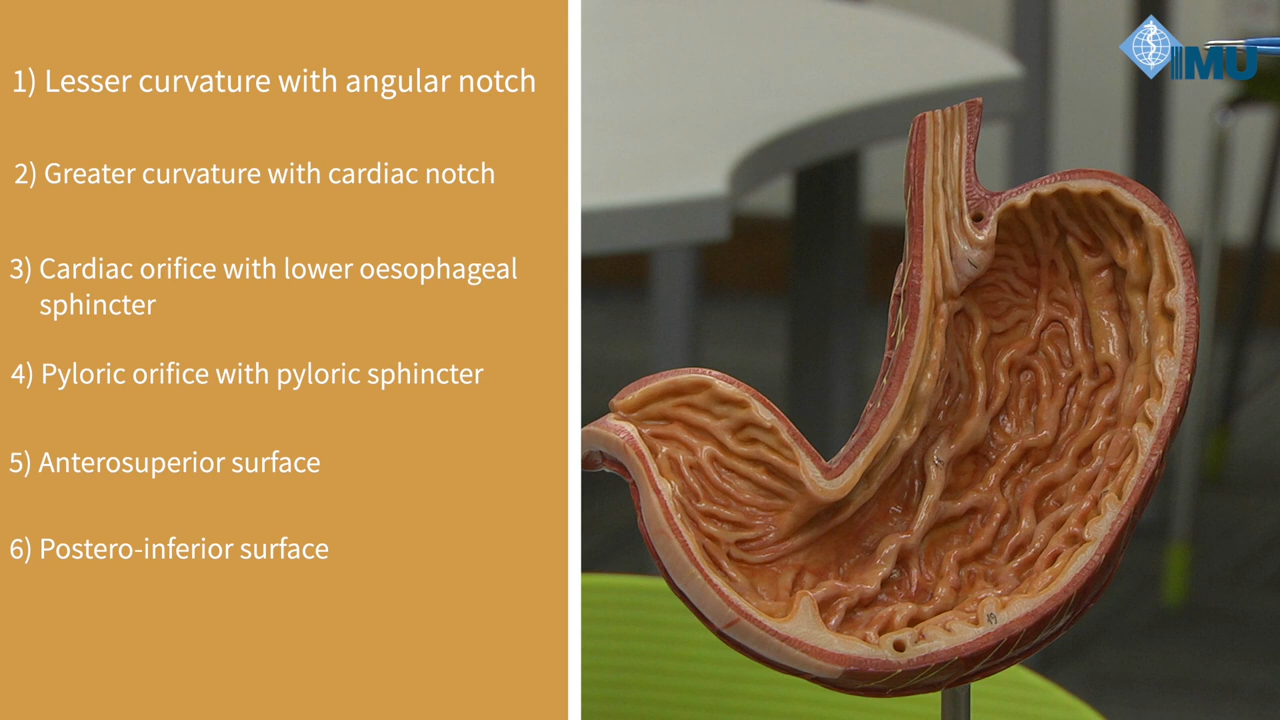 1) Lesser curvature with angular notch
2) Greater curvature with cardiac notch
3) Cardiac orifice with lower oesophageal
sphincter
4) Pyloric orifice with pyloric sphincter
5) Anterosuperior surface
6) Postero-inferior surface
IMU